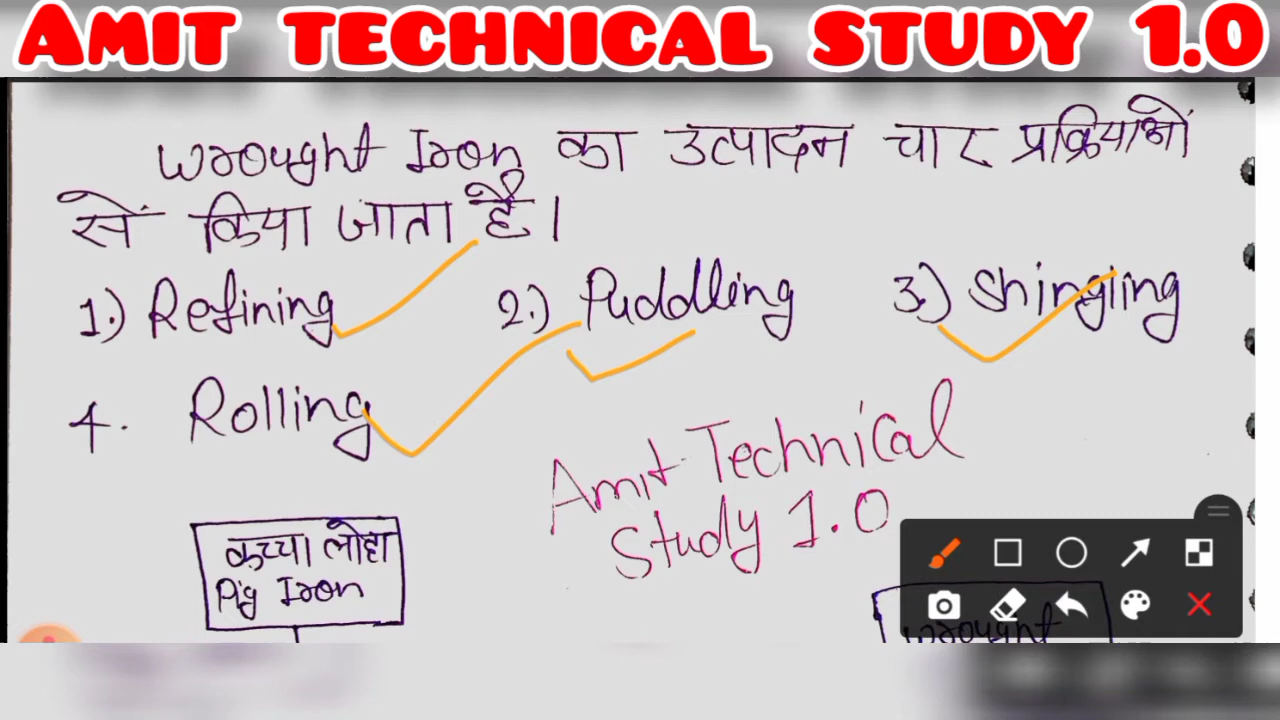 AMIT TECHNICAL STUDY 1.0
Wrought Iron का उत्पादन चार प्रक्रियाओं
सें किया जाता है।
1.) Refining 2.) Puddling 3.) Shingling
4. Rolling
Amit Technical
Study 1.0
कच्चा लोहा
Pig Iron
wrought